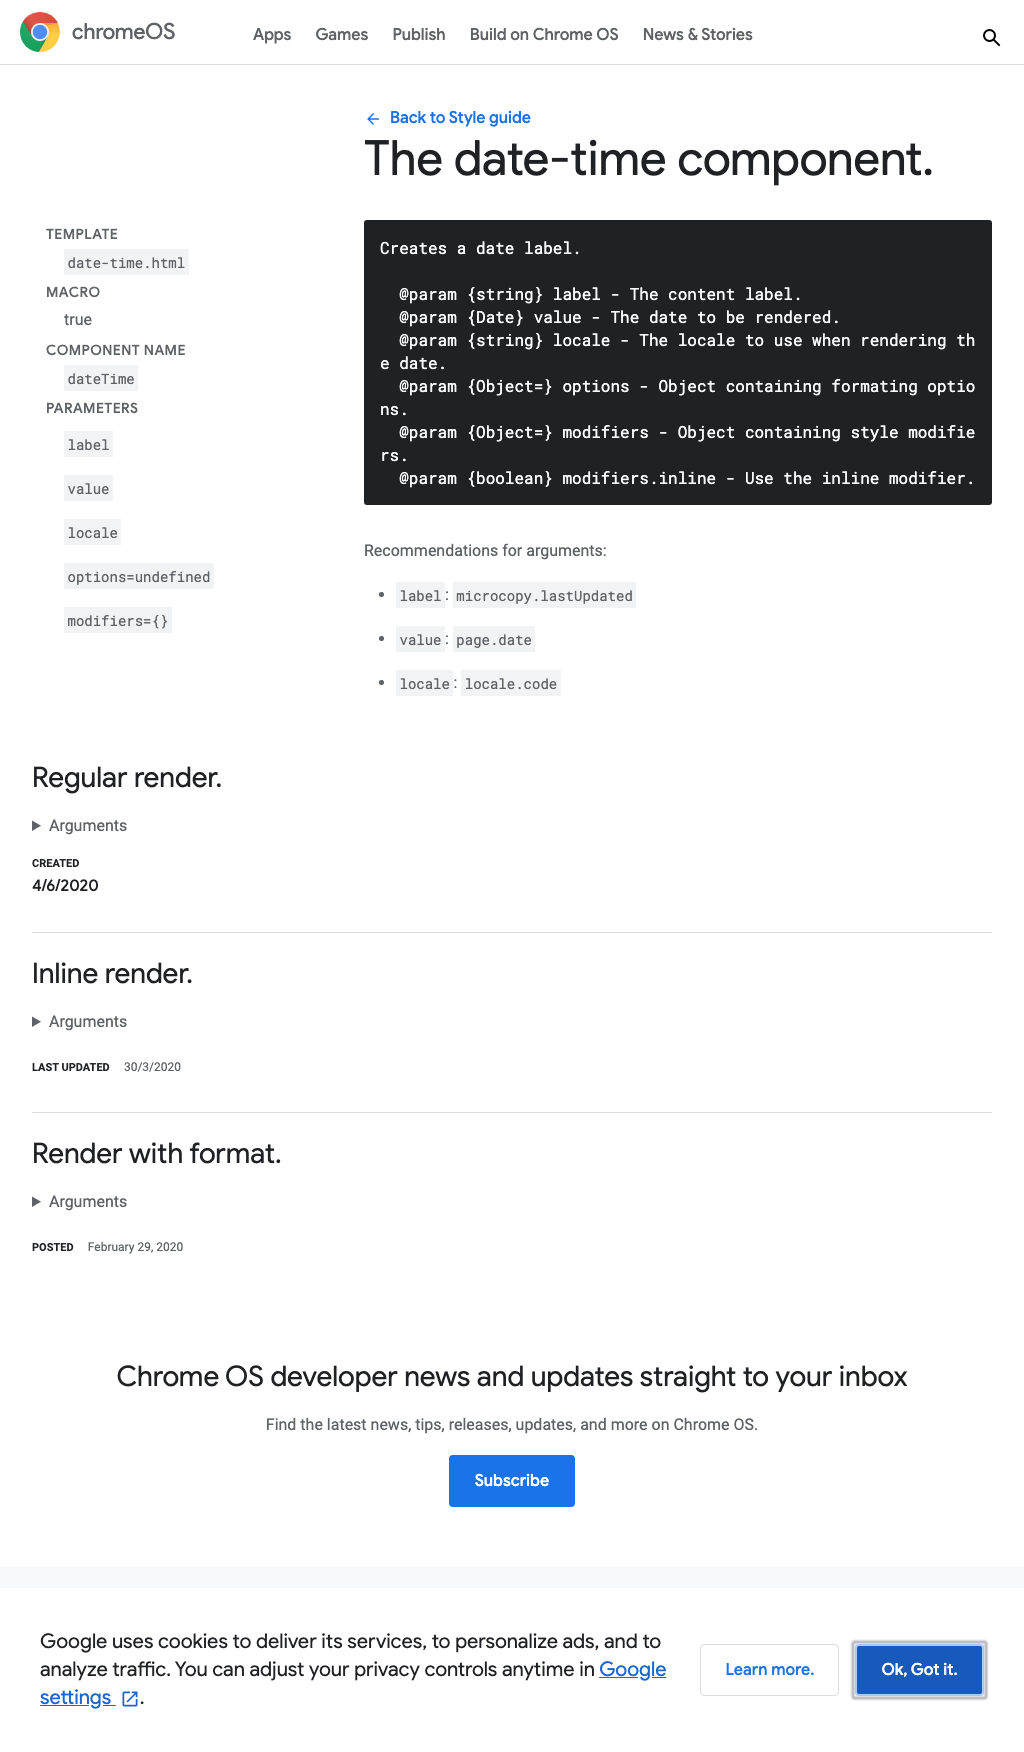 chromeOS
Apps Games Publish Build on Chrome OS News & Stories
← Back to Style guide
The date-time component.
TEMPLATE
date-time.html
MACRO
true
COMPONENT NAME
dateTime
PARAMETERS
label
value
locale
options=undefined
modifiers={}
Creates a date label.
@param {string} label - The content label.
@param {Date} value - The date to be rendered.
@param {string} locale - The locale to use when rendering th
e date.
@param {Object=} options - Object containing formating optio
ns.
@param {Object=} modifiers - Object containing style modifie
rs.
@param {boolean} modifiers.inline - Use the inline modifier.
Recommendations for arguments:
• label: microcopy.lastUpdated
• value: page.date
• locale: locale.code
Regular render.
Arguments
CREATED
4/6/2020
Inline render.
Arguments
LAST UPDATED 30/3/2020
Render with format.
Arguments
POSTED February 29, 2020
Chrome OS developer news and updates straight to your inbox
Find the latest news, tips, releases, updates, and more on Chrome OS.
Subscribe
Google uses cookies to deliver its services, to personalize ads, and to
analyze traffic. You can adjust your privacy controls anytime in Google
settings .
Learn more.
Ok, Got it.